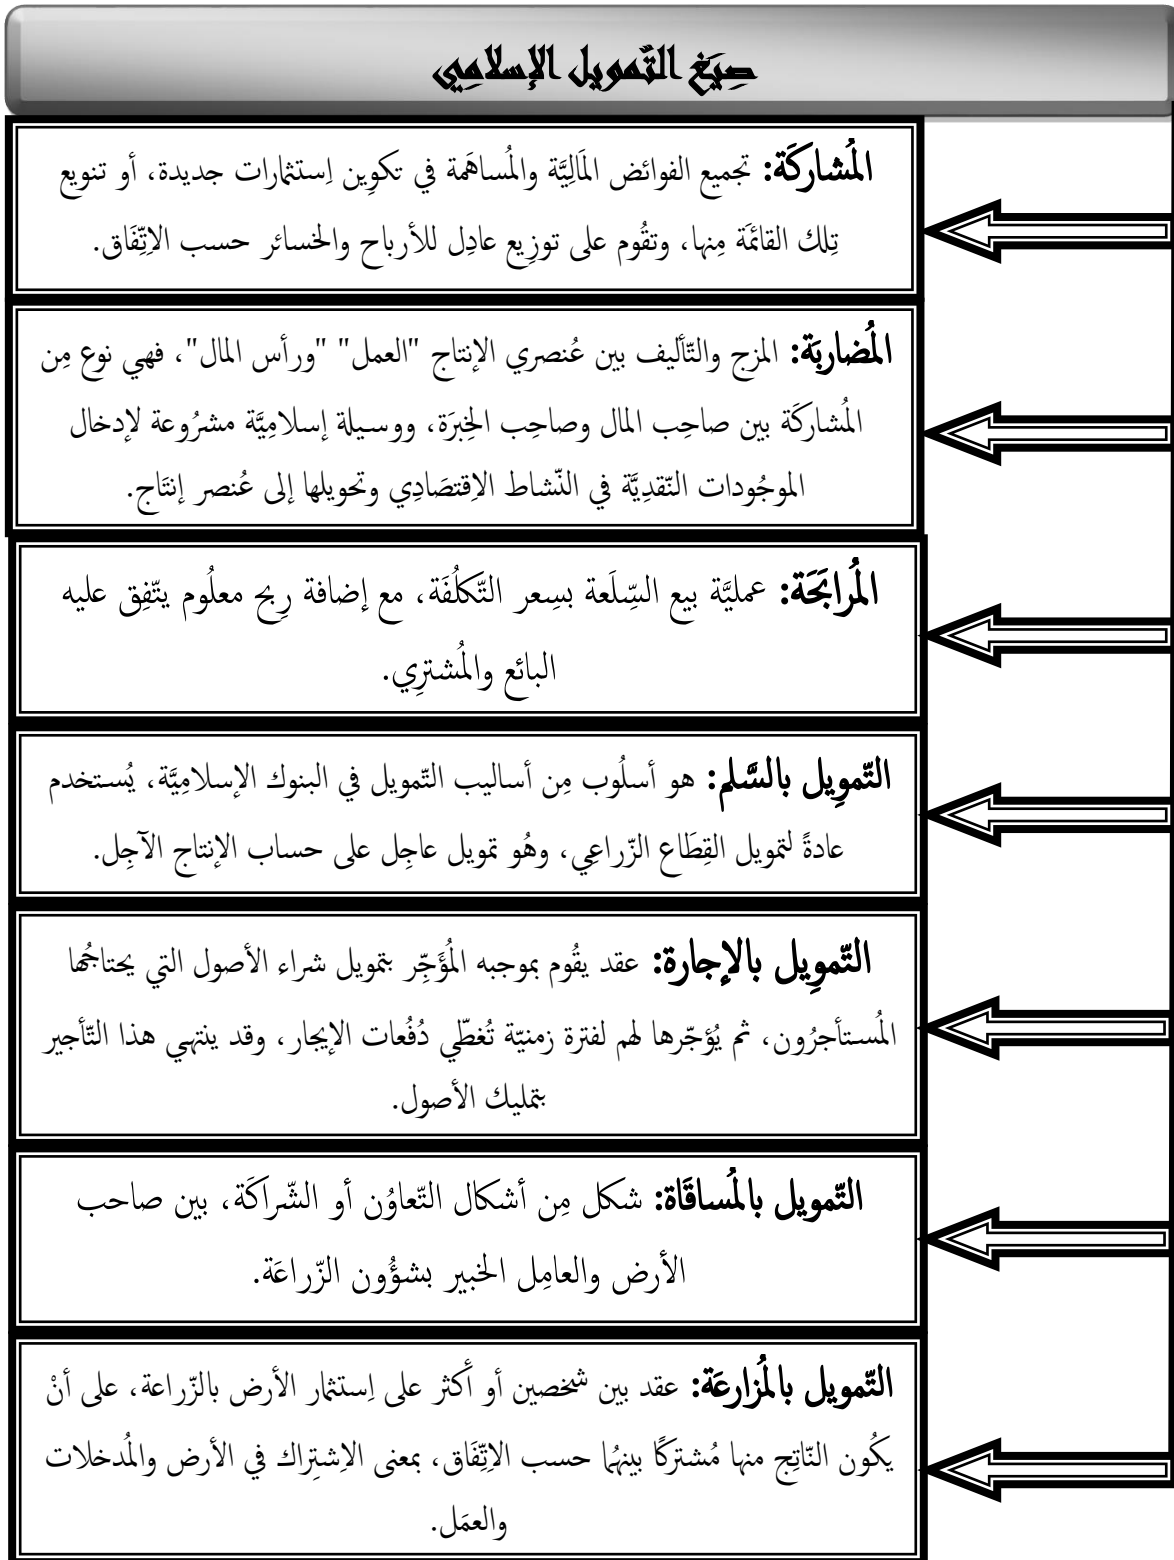 صِيَغ التّمويل الإسلامِي
المُشاركَة: تجميع الفوائض المَالِيَّة والمُساهَمة في تكوِين اِستثمارات جديدة، أو تنويع
تِلك القائمَة مِنها، وتقُوم على توزِيع عادِل للأرباح والخسائر حسب الاِتِّفَاق.
المُضاربَة: المزج والتّأليف بين عُنصري الإنتاج "العمل" "ورأس المال"، فهي نوع مِن
المُشاركَة بين صاحِب المال وصاحِب الخِبرَة، ووسيلة إسلامِيَّة مشرُوعة لإدخال
الموجُودات النّقدِيَّة في النّشاط الاِقتصَادِي وتحويلها إلى عُنصر إنتَاج.
المُرابَحَة: عمليَّة بيع السِّلَعة بسِعر التَّكلُفَة، مع إضافة رِبح معلُوم يتّفِق عليه
البائع والمُشترِي.
التّموِيل بالسَّلم: هو أسلُوب مِن أساليب التّمويل في البنوك الإسلامِيَّة، يُستخدم
عادةً لتمويل القِطَاع الزّراعِي، وهُو تمويل عاجِل على حساب الإنتاج الآجِل.
التّموِيل بالإجارة: عقد يقُوم بموجبه المُؤَجِّر بتمويل شراء الأصول التي يحتاجُها
المُستأجرُون، ثم يُؤجّرها لهم لفترة زمنيّة تُغطّي دُفُعات الإيجار، وقد ينتهي هذا التّأجير
بتمليك الأصول.
التّمويل بالمُساقَاة: شكل مِن أشكال التّعاوُن أو الشّراكَة، بين صاحب
الأرض والعامِل الخبير بشؤُون الزّراعَة.
التّمويل بالمُزارعَة: عقد بين شخصين أو أكثر على اِستثمار الأرض بالزّراعة، على أنْ
يكُون النّاتِج منها مُشتركًا بينهُما حسب الاِتِّفَاق، بمعنى الاِشتِراك في الأرض والمُدخلات
والعمَل.